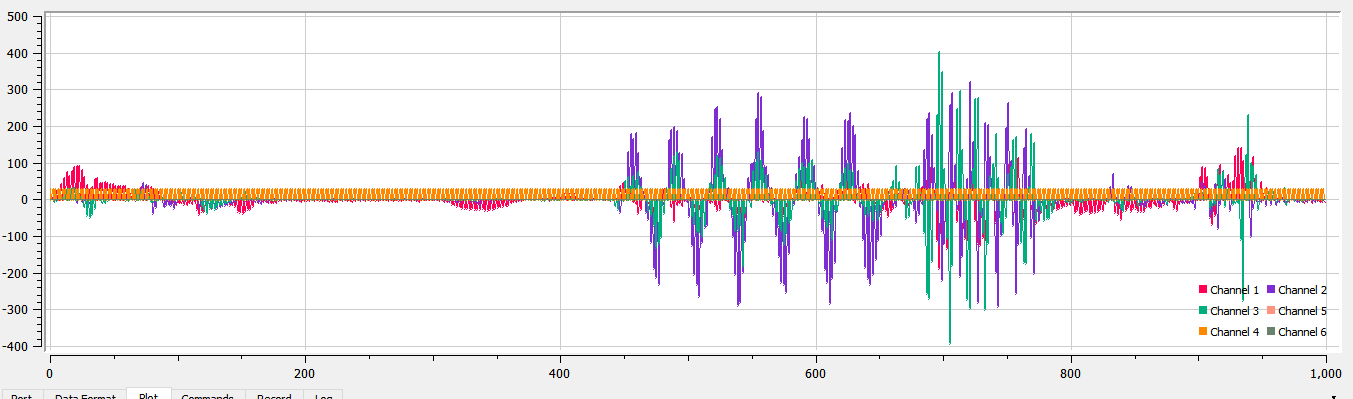 500
400
300
200
100
0
-100
-200
-300
-400
Channel 1 Channel 2
Channel 3 Channel 5
Channel 4 Channel 6
0 200 400 600 800 1,000
Port Data Format Plot Commands Record Log